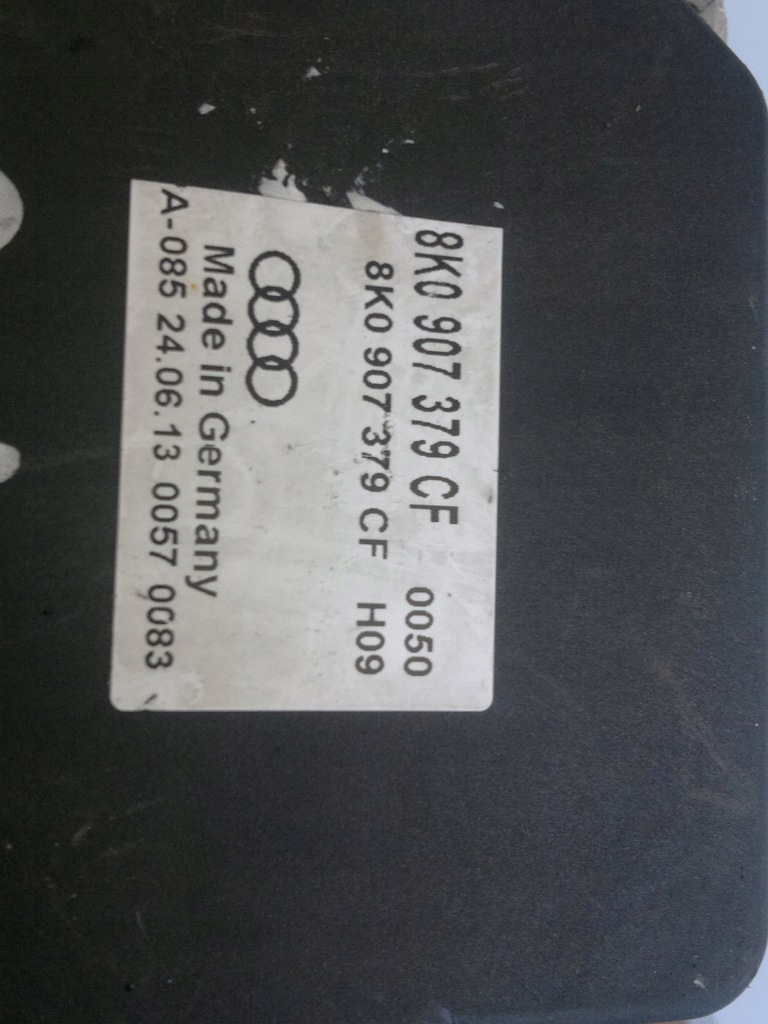 8K0 907 379 CF 0050
8K0 907 379 CF H09
Made in Germany
A-085 24.06.13 0057 0083